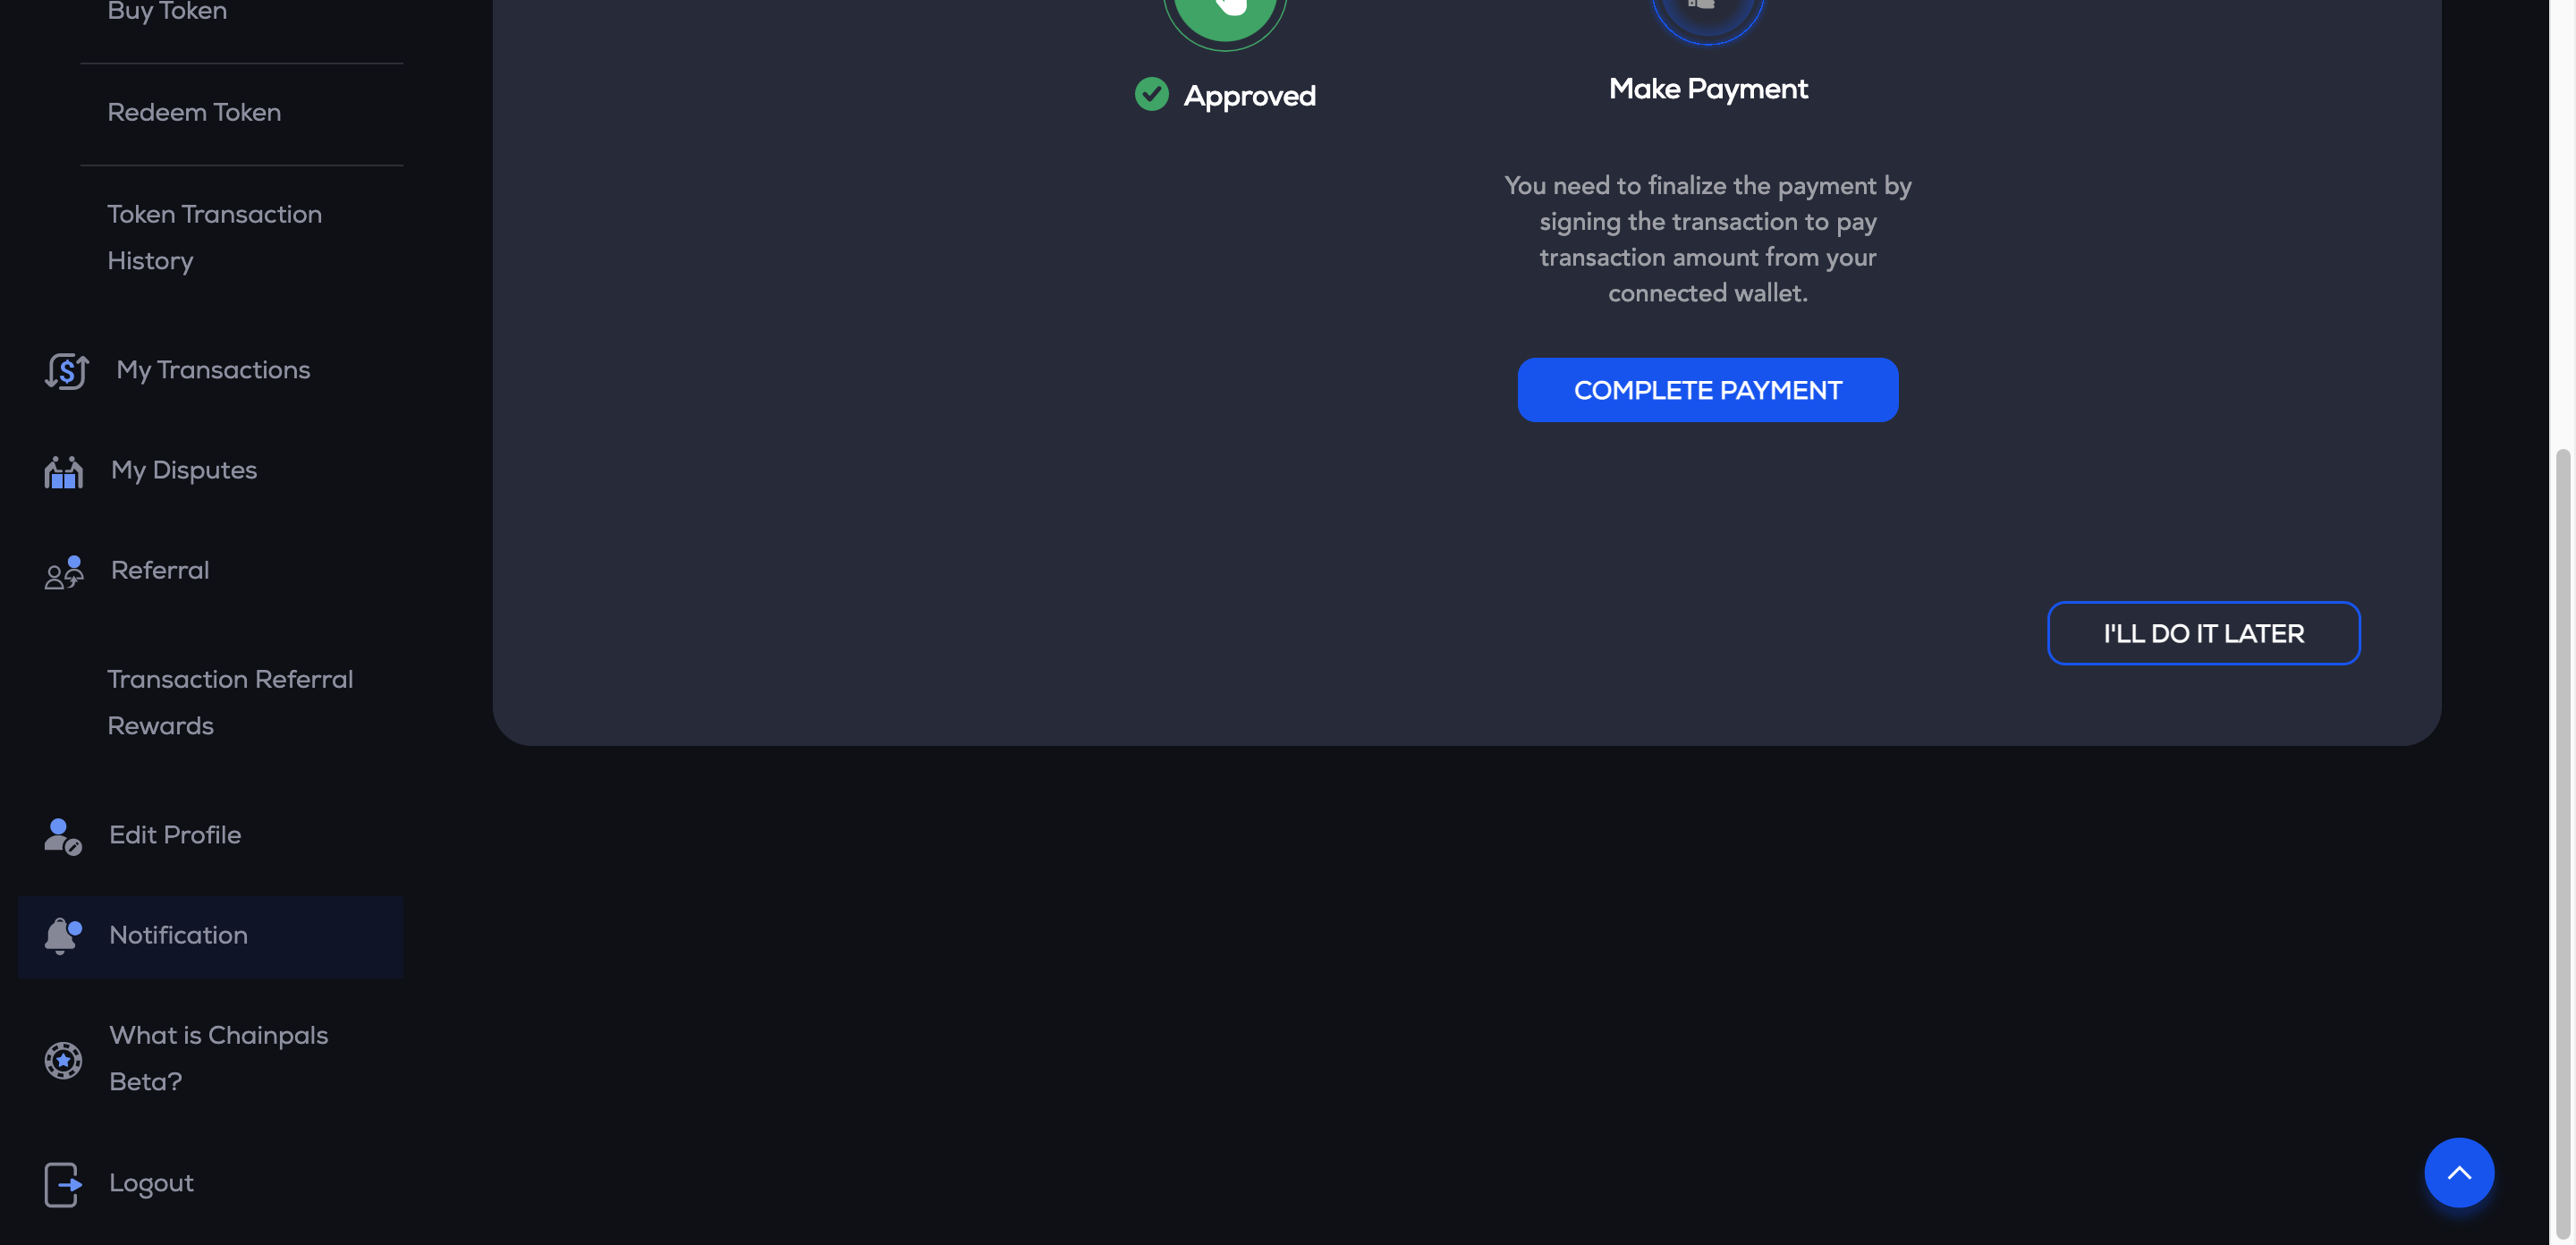 Buy Token
Redeem Token
Token Transaction
History
My Transactions
My Disputes
Referral
Transaction Referral
Rewards
Edit Profile
Notification
What is Chainpals
Beta?
Logout
Approved
Make Payment
You need to finalize the payment by
signing the transaction to pay
transaction amount from your
connected wallet.
COMPLETE PAYMENT
I'LL DO IT LATER